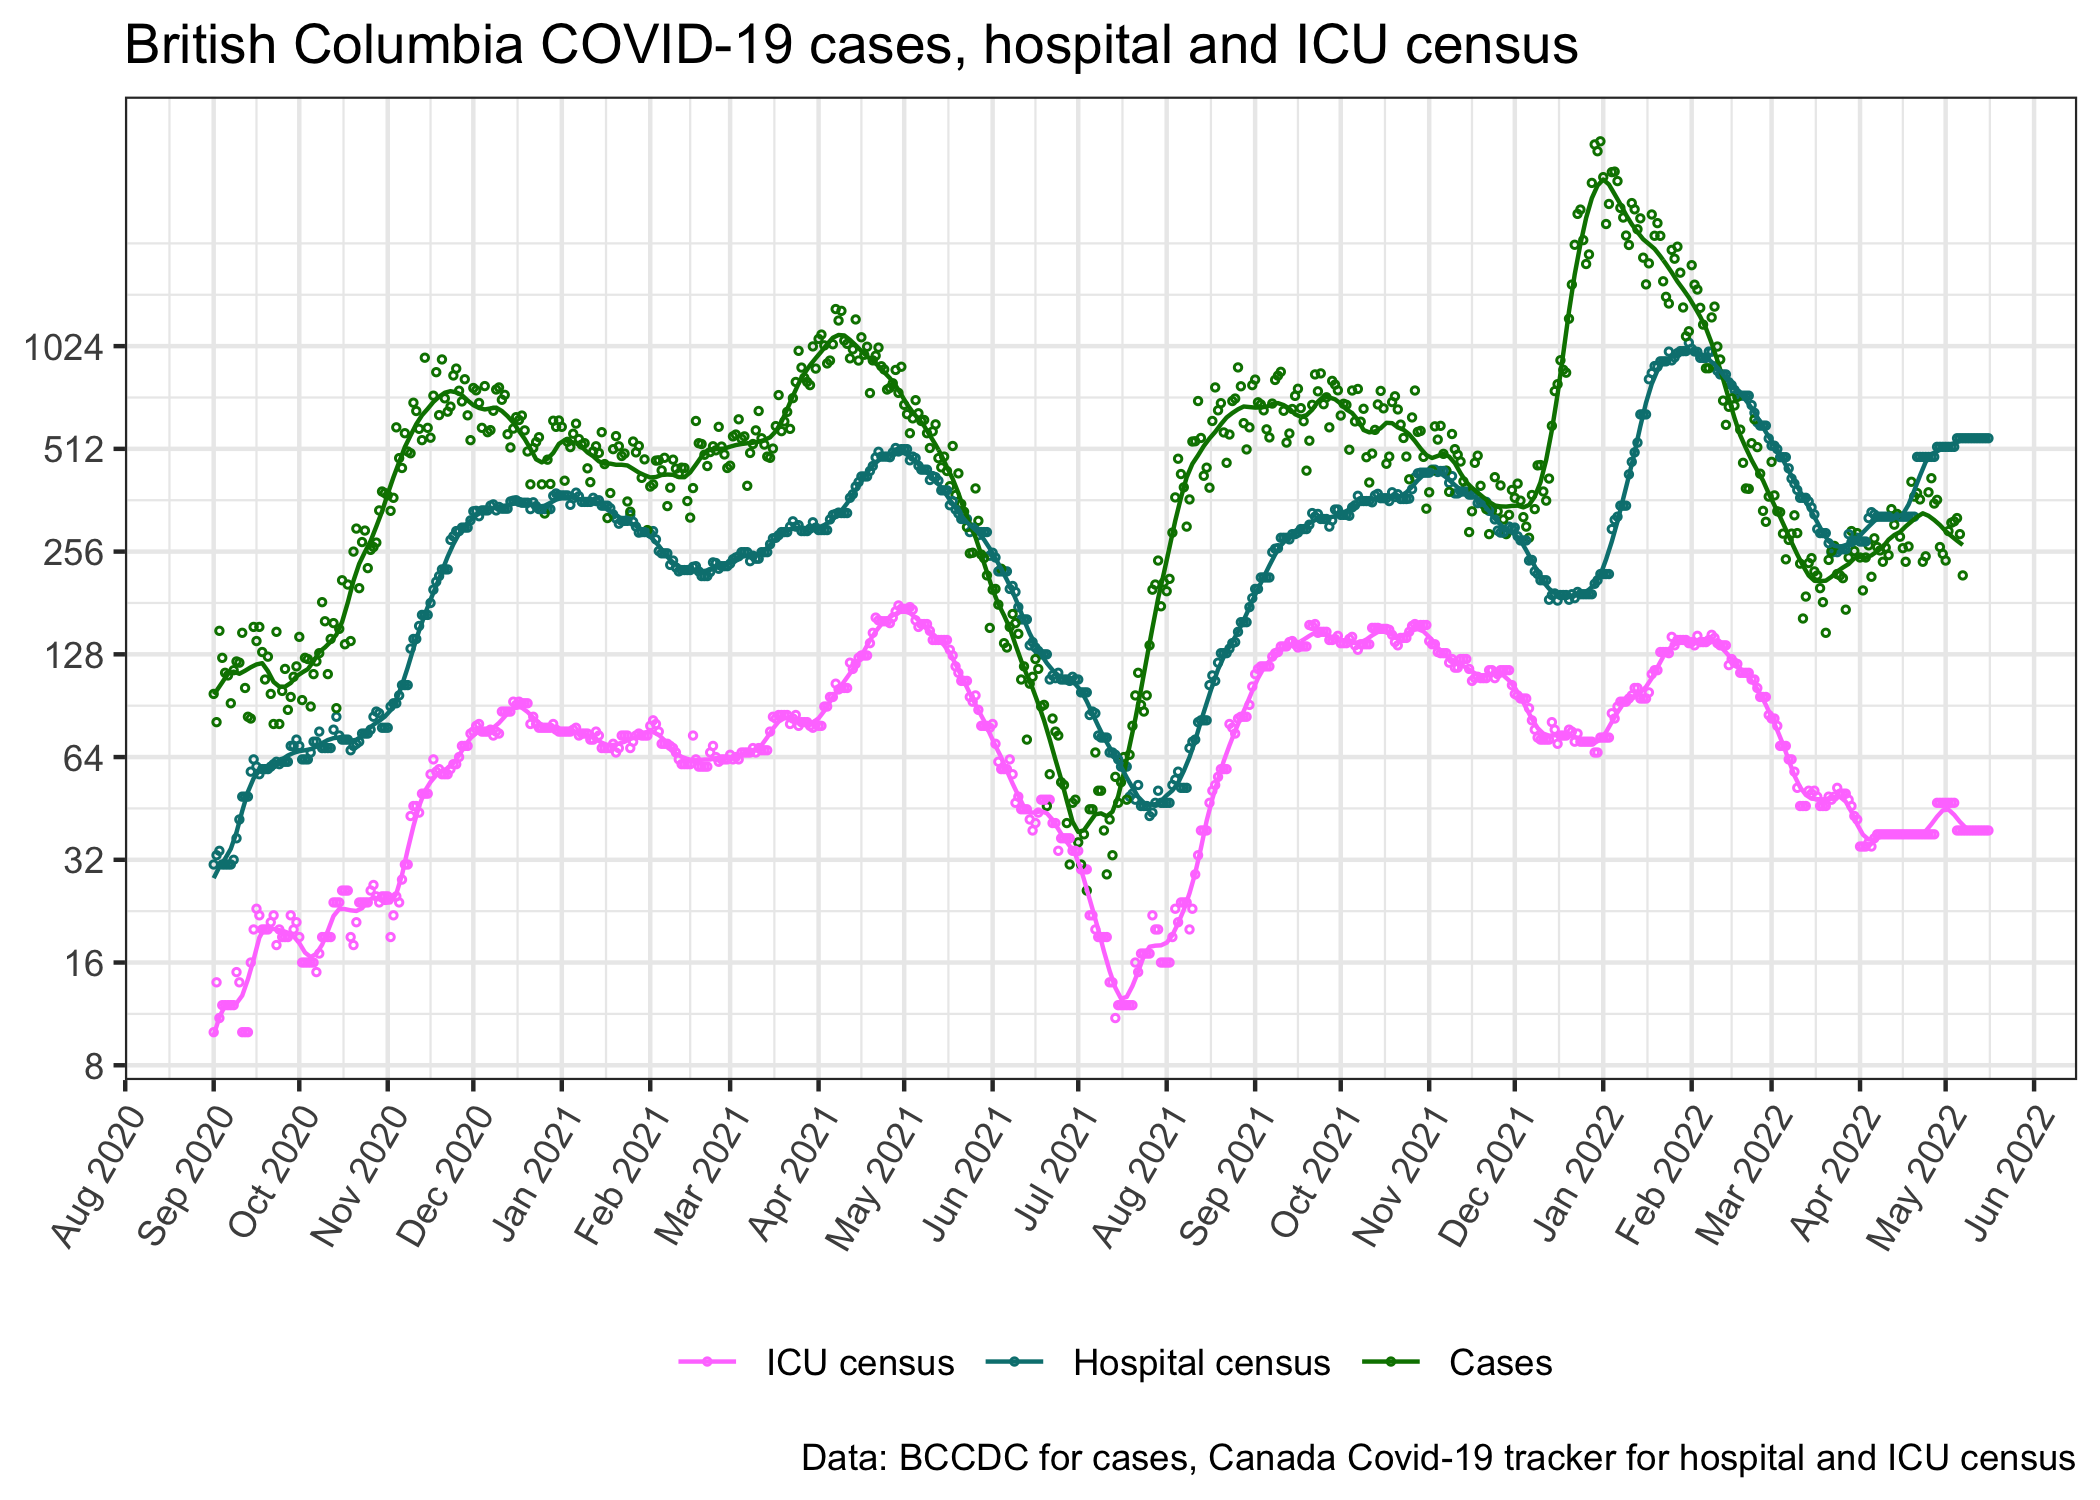 British Columbia COVID-19 cases, hospital and ICU census
1024
512
256
128
64
32
16
8
Aug 2020
Sep 2020
Oct 2020
Nov 2020
Dec 2020
Jan 2021
Feb 2021
Mar 2021
Apr 2021
May 2021
Jun 2021
Jul 2021
Aug 2021
Sep 2021
Oct 2021
Nov 2021
Dec 2021
Jan 2022
Feb 2022
Mar 2022
Apr 2022
May 2022
Jun 2022
ICU census Hospital census Cases
Data: BCCDC for cases, Canada Covid-19 tracker for hospital and ICU census